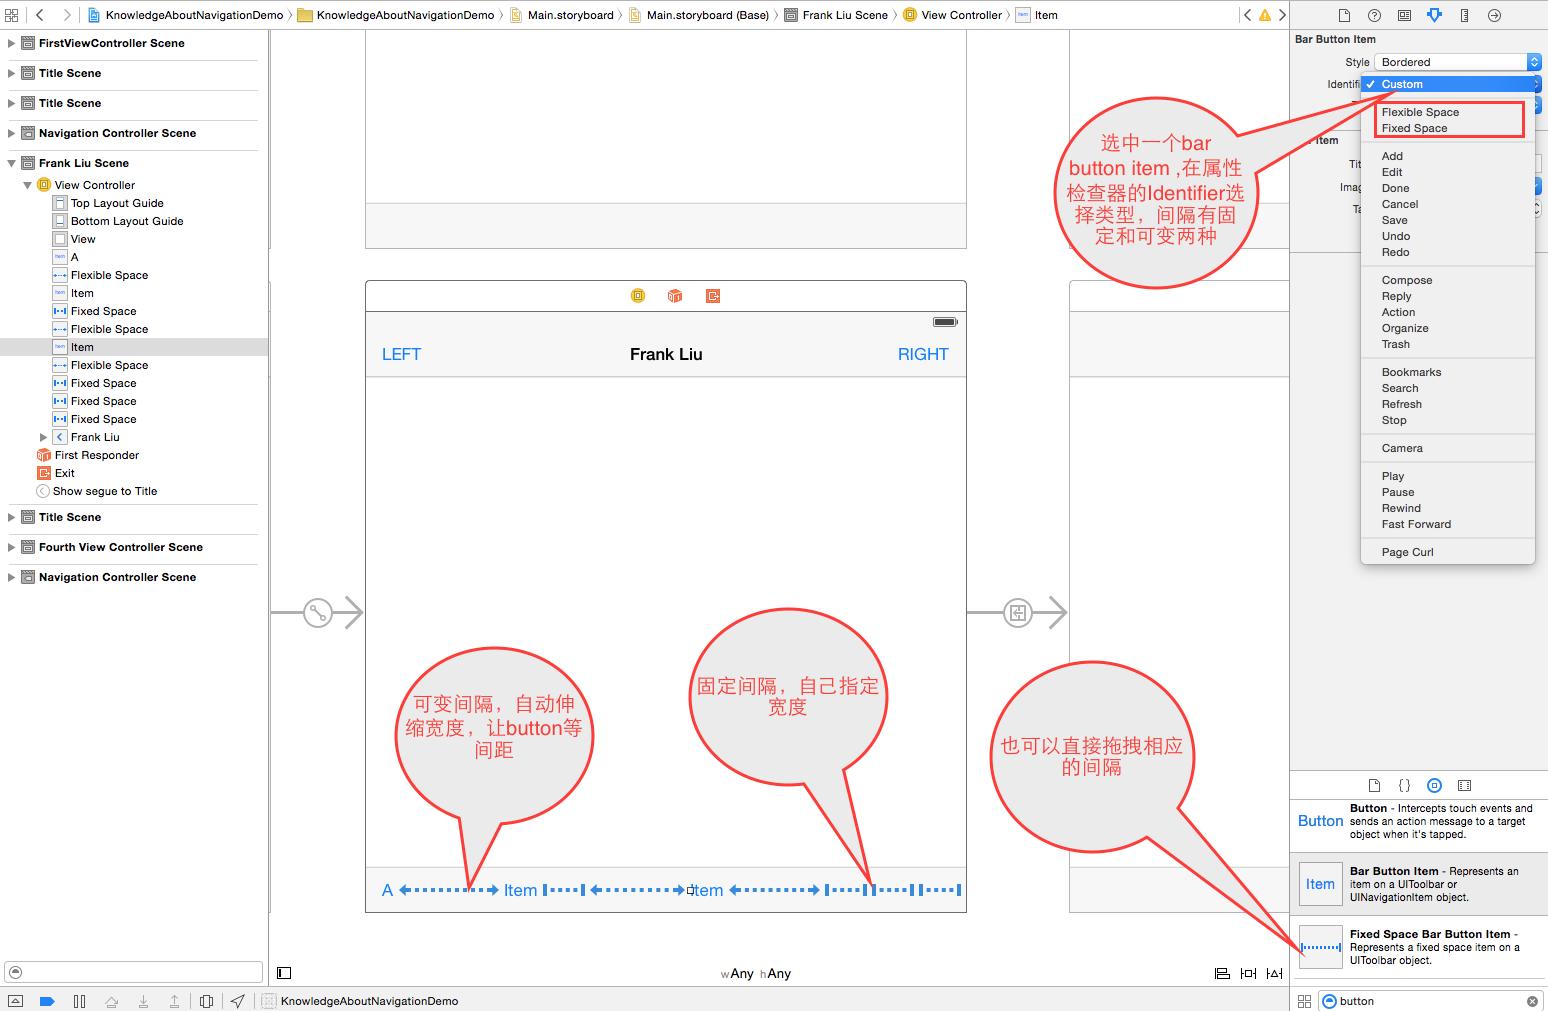 KnowledgeAboutNavigationDemo
KnowledgeAboutNavigationDemo
Main.storyboard
Main.storyboard (Base)
Frank Liu Scene
View Controller
Item
FirstViewController Scene
Title Scene
Title Scene
Navigation Controller Scene
Frank Liu Scene
View Controller
Top Layout Guide
Bottom Layout Guide
View
A
Flexible Space
Item
Fixed Space
Flexible Space
Item
Flexible Space
Fixed Space
Fixed Space
Fixed Space
Frank Liu
First Responder
Exit
Show segue to Title
Title Scene
Fourth View Controller Scene
Navigation Controller Scene
LEFT
Frank Liu
RIGHT
选中一个bar
button item ,在属性
检查器的Identifier选
择类型，间隔有固
定和可变两种
可变间隔，自动伸
缩宽度，让button等
间距
固定间隔，自己指定
宽度
也可以直接拖拽相应
的间隔
A
Item
Item
wAny hAny
KnowledgeAboutNavigationDemo
Bar Button Item
Style
Bordered
Identifi
Custom
Flexible Space
Fixed Space
Item
Tit
Imag
Ta
Add
Edit
Done
Cancel
Save
Undo
Redo
Compose
Reply
Action
Organize
Trash
Bookmarks
Search
Refresh
Stop
Camera
Play
Pause
Rewind
Fast Forward
Page Curl
Button
Button - Intercepts touch events and
sends an action message to a target
object when it's tapped.
Item
Bar Button Item - Represents an
item on a UIToolbar or
UINavigationItem object.
Fixed Space Bar Button Item -
Represents a fixed space item on a
UIToolbar object.
button